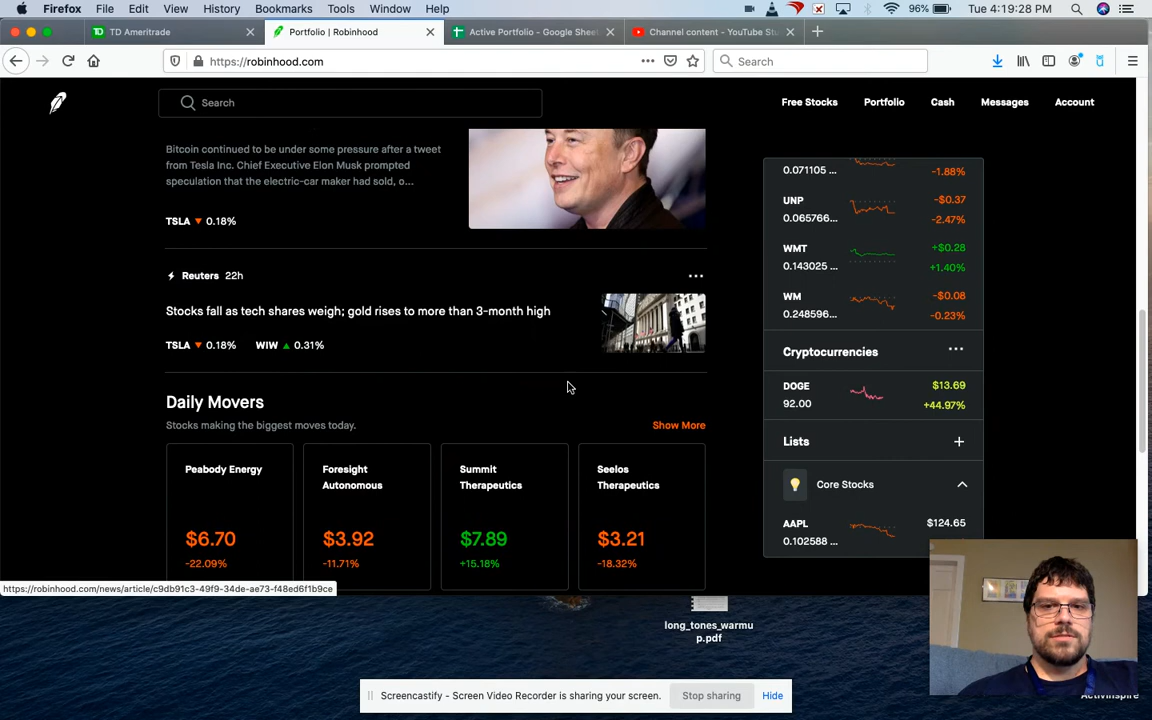 Firefox File Edit View History Bookmarks Tools Window Help 96% Tue 4:19:28 PM
TD Ameritrade
Portfolio | Robinhood
Active Portfolio - Google Sheet
Channel content - YouTube Stu
https://robinhood.com
Search
Search
Free Stocks Portfolio Cash Messages Account
Bitcoin continued to be under some pressure after a tweet
from Tesla Inc. Chief Executive Elon Musk prompted
speculation that the electric-car maker had sold, o...
TSLA 0.18%
Reuters 22h
Stocks fall as tech shares weigh; gold rises to more than 3-month high
TSLA 0.18% WIW 0.31%
Daily Movers
Stocks making the biggest moves today.
Show More
Peabody Energy
$6.70
-22.09%
Foresight
Autonomous
$3.92
-11.71%
Summit
Therapeutics
$7.89
+15.18%
Seelos
Therapeutics
$3.21
-18.32%
0.071105 ...
-1.88%
UNP -$0.37
0.065766... -2.47%
WMT +$0.28
0.143025 ... +1.40%
WM -$0.08
0.248596... -0.23%
Cryptocurrencies
DOGE $13.69
92.00 +44.97%
Lists
Core Stocks
AAPL $124.65
0.102588 ...
https://robinhood.com/news/article/c9db91c3-49f9-34de-ae73-f48ed6f1b9ce
long_tones_warmu
p.pdf
Screencastify - Screen Video Recorder is sharing your screen.
Stop sharing
Hide
ActivInspire